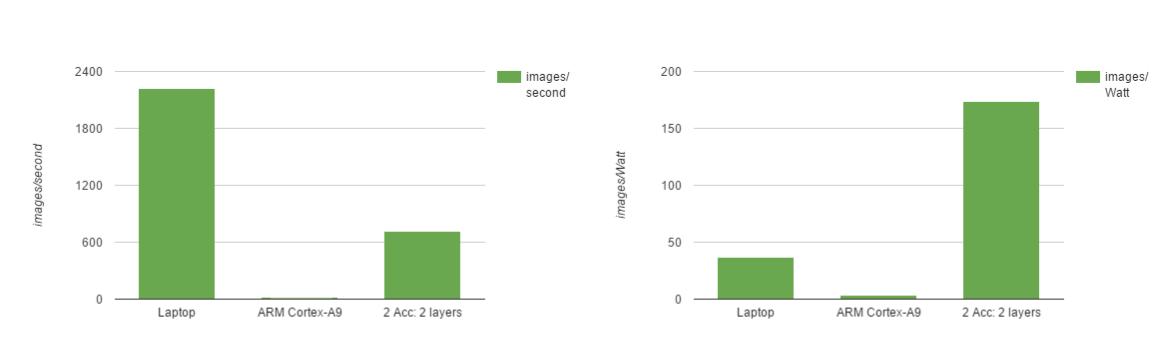 2400
1800
1200
600
0
images/second
Laptop
ARM Cortex-A9
2 Acc: 2 layers
images/
second
200
150
100
50
0
images/Watt
Laptop
ARM Cortex-A9
2 Acc: 2 layers
images/
Watt